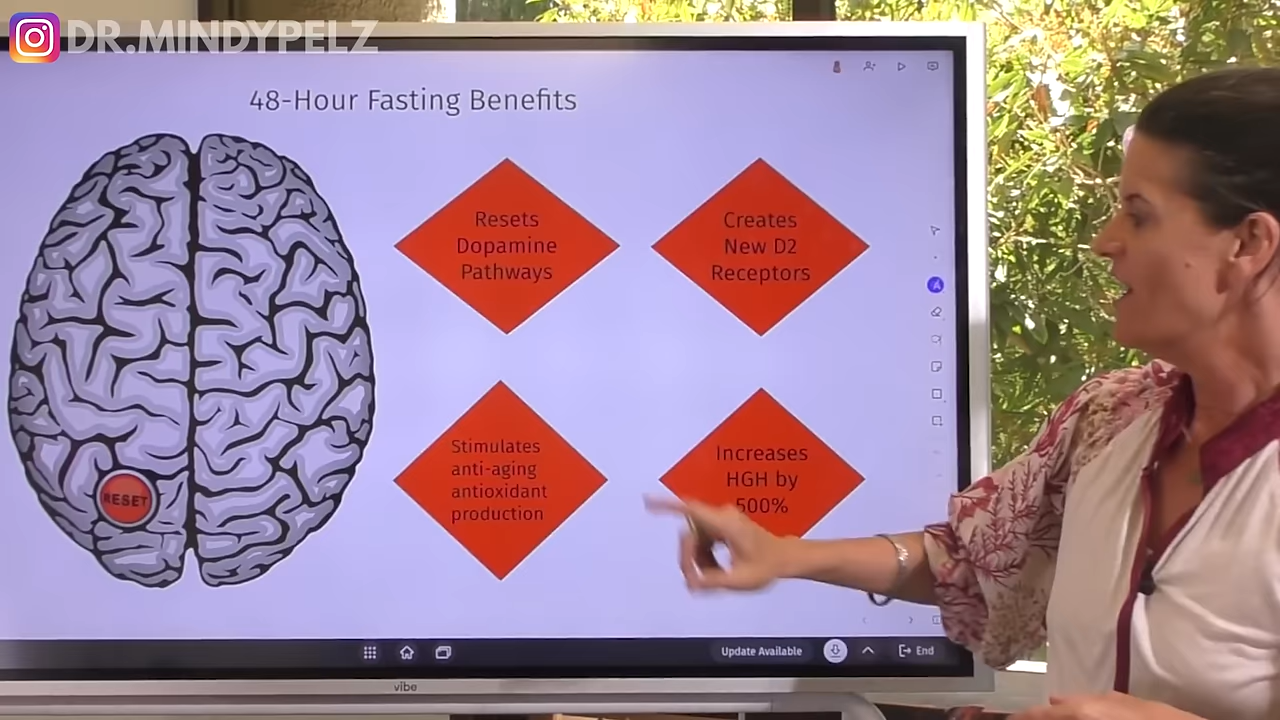 DR.MINDYPELZ
48-Hour Fasting Benefits
Resets
Dopamine
Pathways
Creates
New D2
Receptors
Stimulates
anti-aging
antioxidant
production
Increases
HGH by
500%
RESET
Update Available
End
vibe